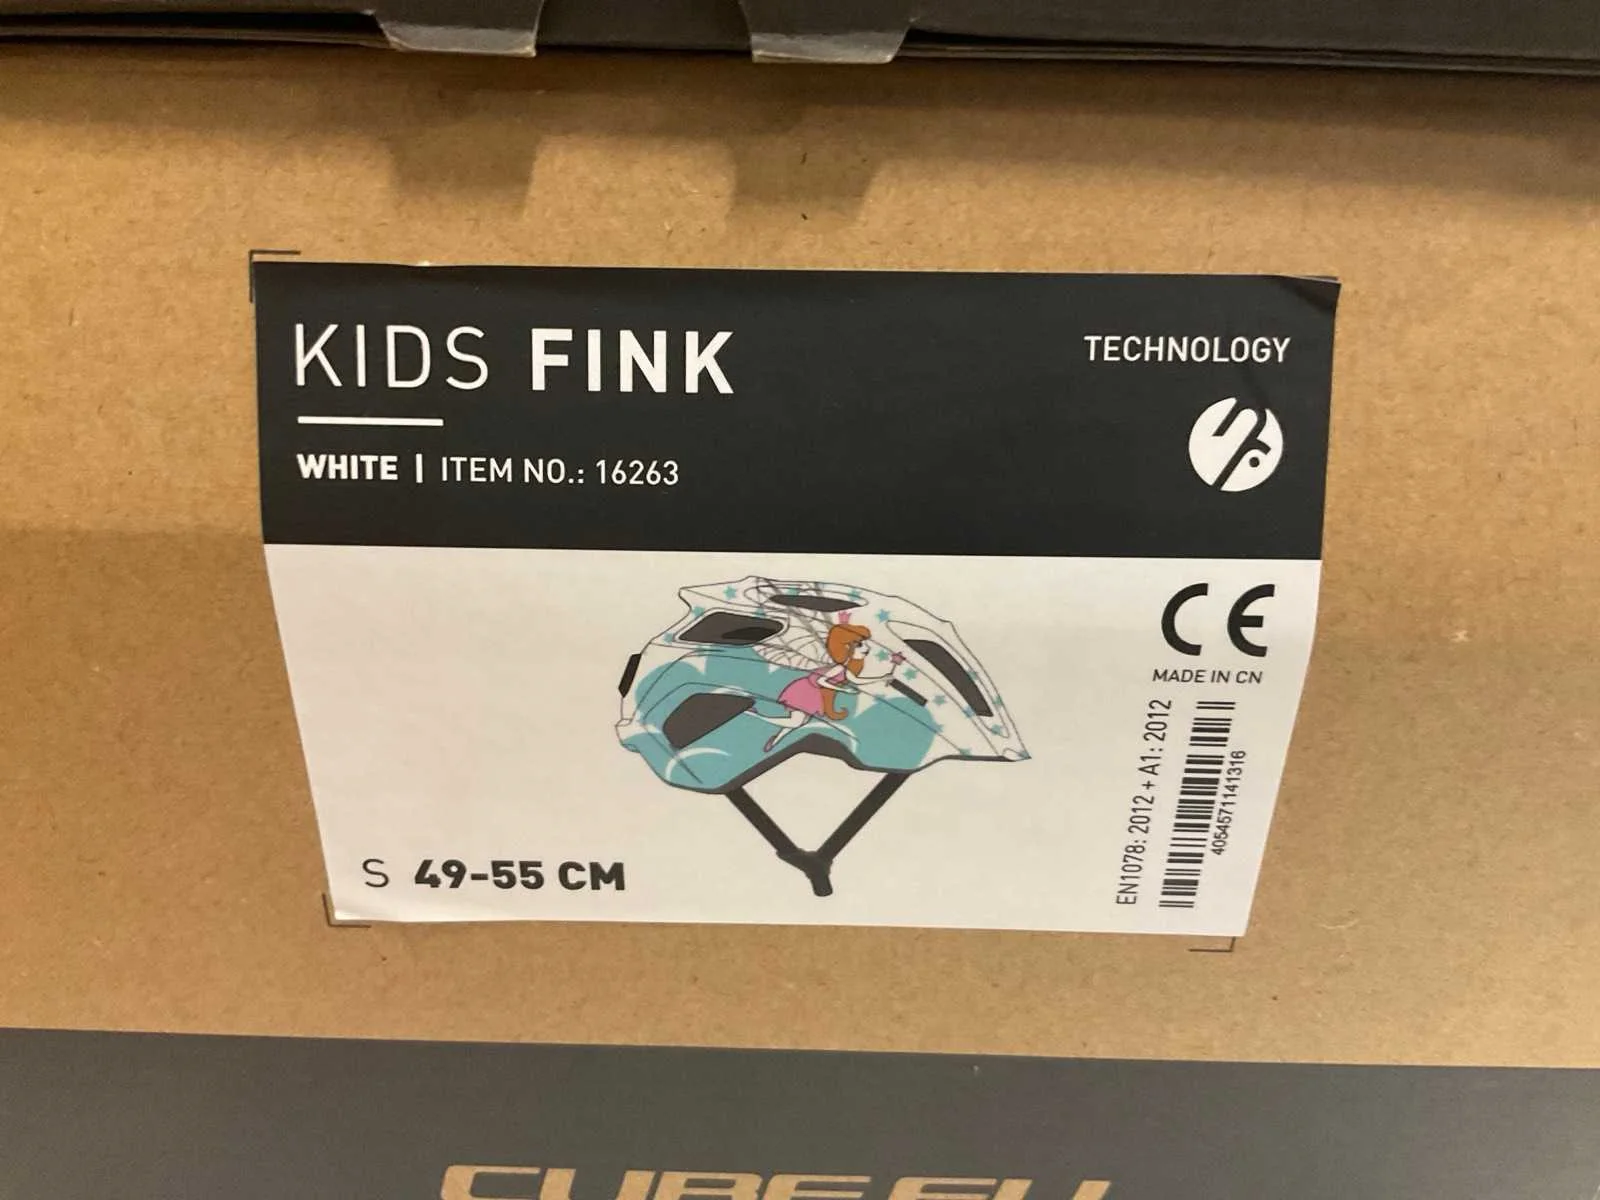 KIDS FINK
WHITE | ITEM NO.: 16263
TECHNOLOGY
CE
MADE IN CN
EN1078: 2012 + A1: 2012
4054571141316
S 49-55 CM